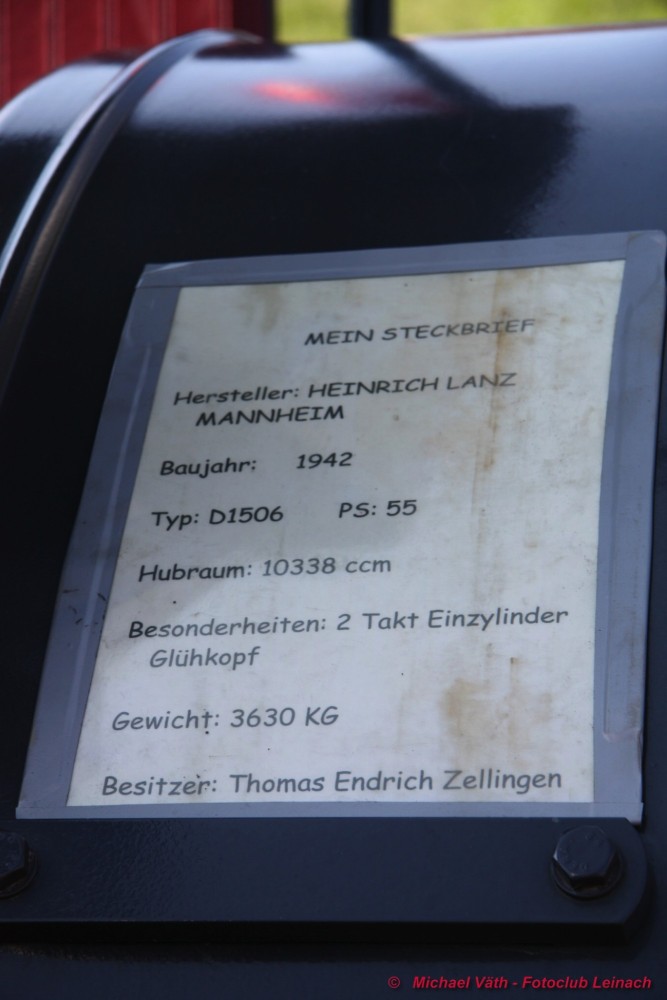 MEIN STECKBRIEF
Hersteller: HEINRICH LANZ
MANNHEIM
Baujahr: 1942
Typ: D1506 PS: 55
Hubraum: 10338 ccm
Besonderheiten: 2 Takt Einzylinder
Glühkopf
Gewicht: 3630 KG
Besitzer: Thomas Endrich Zellingen
© Michael Väth - Fotoclub Leinach